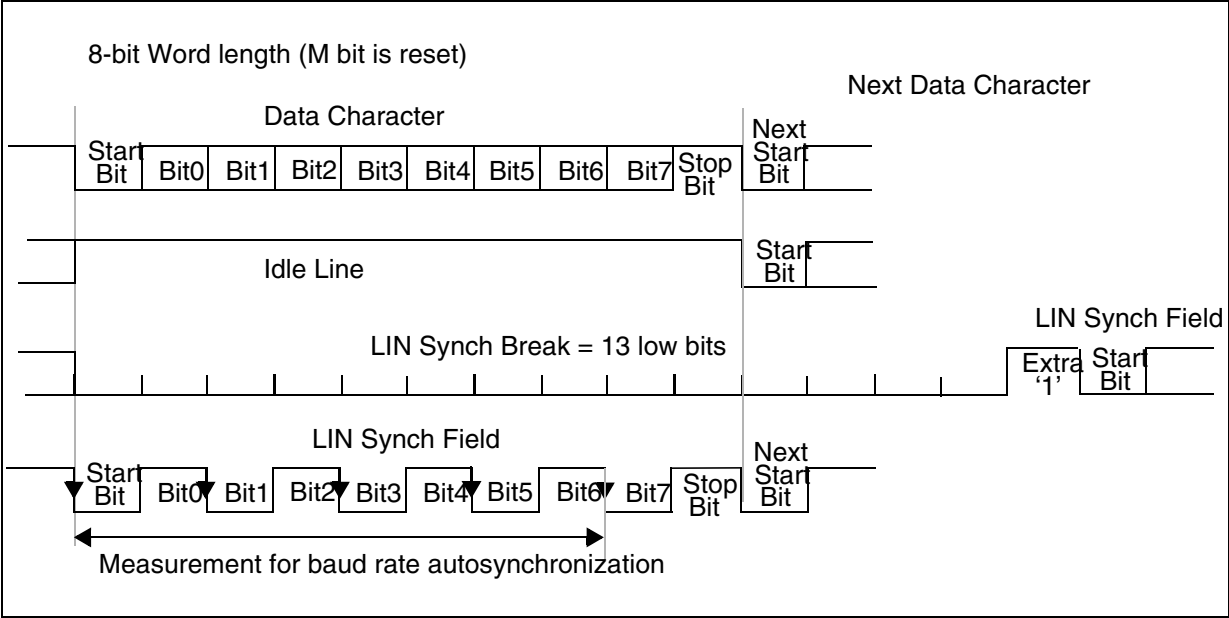 8-bit Word length (M bit is reset)
Next Data Character
Data Character
Next
Start
Bit
Start
Bit
Bit0
Bit1
Bit2
Bit3
Bit4
Bit5
Bit6
Bit7
Stop
Bit
Idle Line
Start
Bit
LIN Synch Field
LIN Synch Break = 13 low bits
Extra
‘1’
Start
Bit
LIN Synch Field
Next
Start
Bit
Start
Bit
Bit0
Bit1
Bit2
Bit3
Bit4
Bit5
Bit6
Bit7
Stop
Bit
Measurement for baud rate autosynchronization